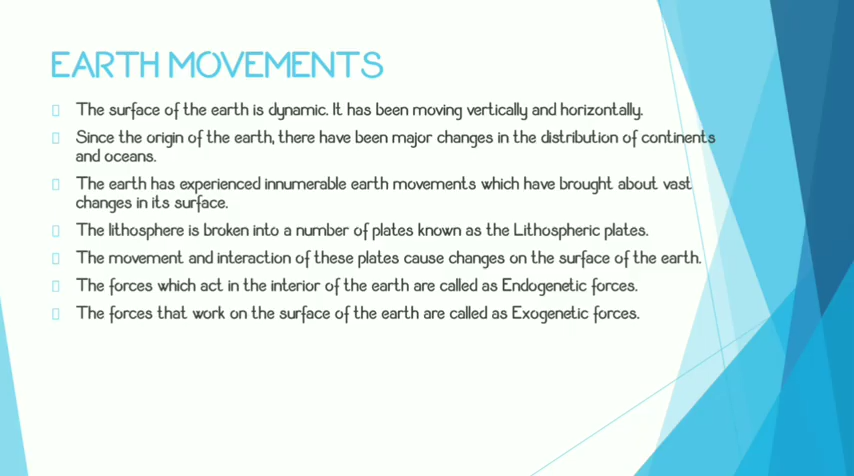 EARTH MOVEMENTS
The surface of the earth is dynamic. It has been moving vertically and horizontally.
Since the origin of the earth, there have been major changes in the distribution of continents
and oceans.
The earth has experienced innumerable earth movements which have brought about vast
changes in its surface.
The lithosphere is broken into a number of plates known as the Lithospheric plates.
The movement and interaction of these plates cause changes on the surface of the earth.
The forces which act in the interior of the earth are called as Endogenetic forces.
The forces that work on the surface of the earth are called as Exogenetic forces.